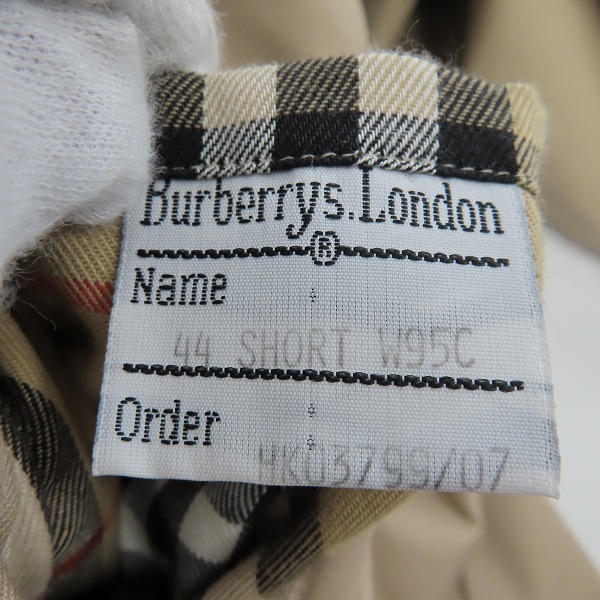 Burberrys.London
®
Name
44 SHORT W95C
Order
MK03799/07